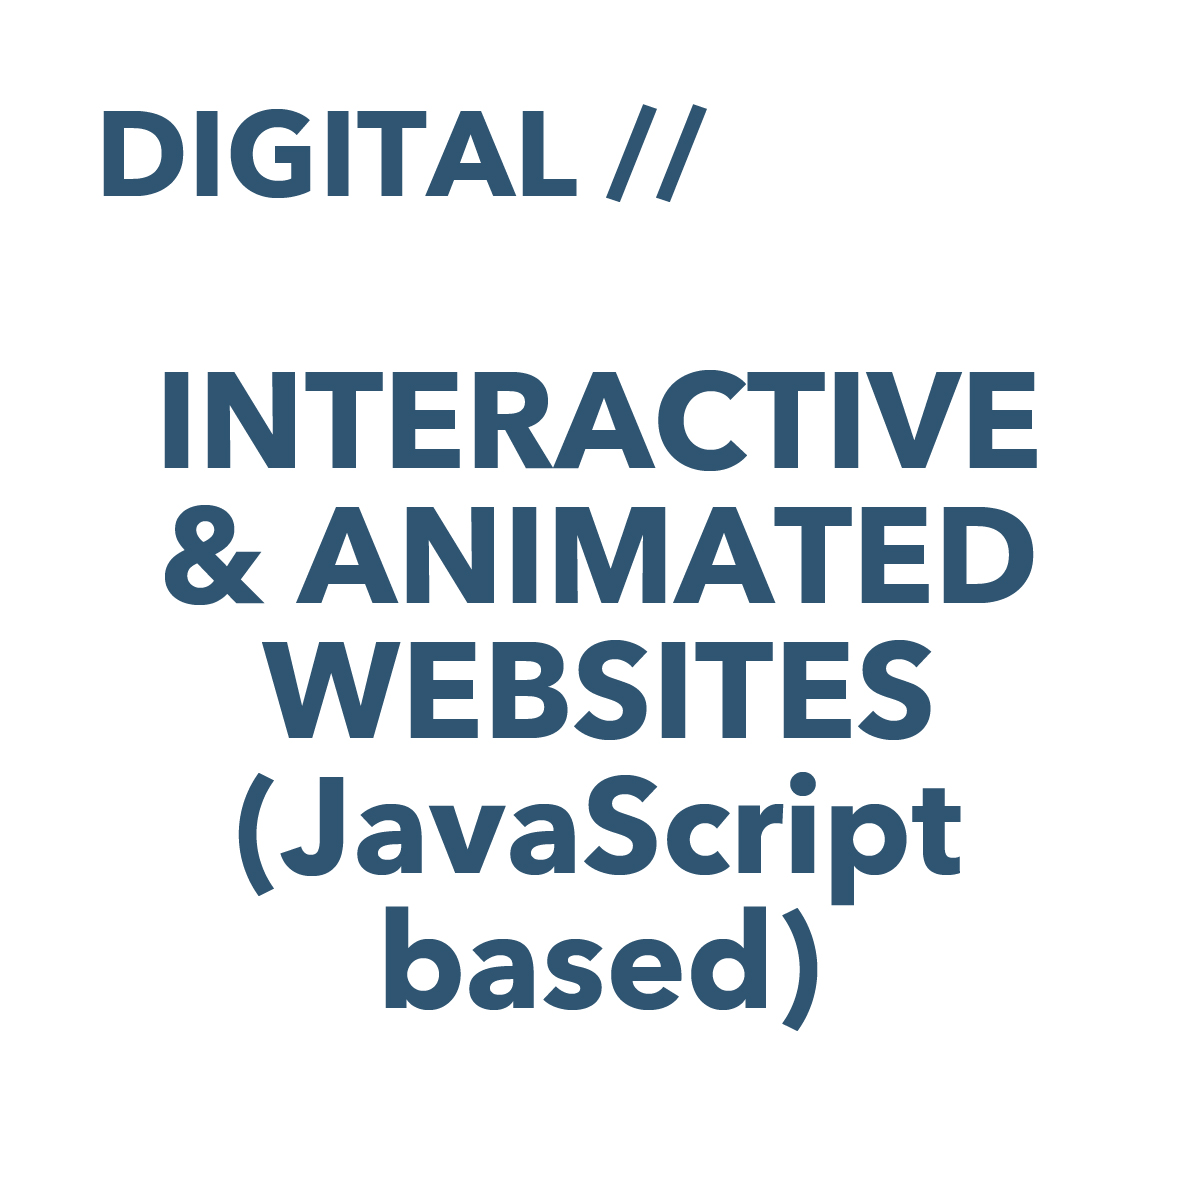 DIGITAL //
INTERACTIVE
& ANIMATED
WEBSITES
(JavaScript
based)